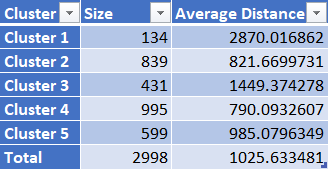 Cluster Size Average Distance
Cluster 1 134 2870.016862
Cluster 2 839 821.6699731
Cluster 3 431 1449.374278
Cluster 4 995 790.0932607
Cluster 5 599 985.0796349
Total 2998 1025.633481